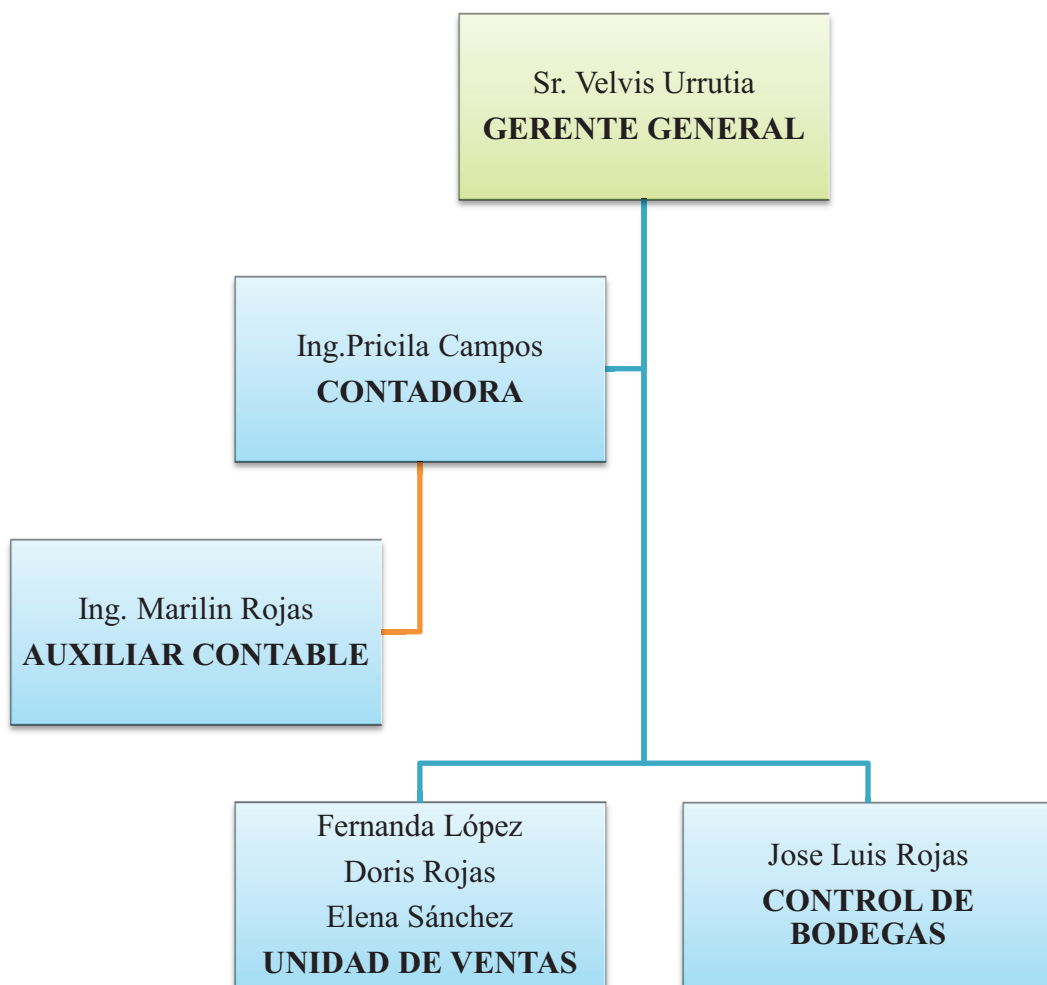 Sr. Velvis Urrutia
GERENTE GENERAL
Ing.Pricila Campos
CONTADORA
Ing. Marilin Rojas
AUXILIAR CONTABLE
Fernanda López
Doris Rojas
Elena Sánchez
UNIDAD DE VENTAS
Jose Luis Rojas
CONTROL DE
BODEGAS